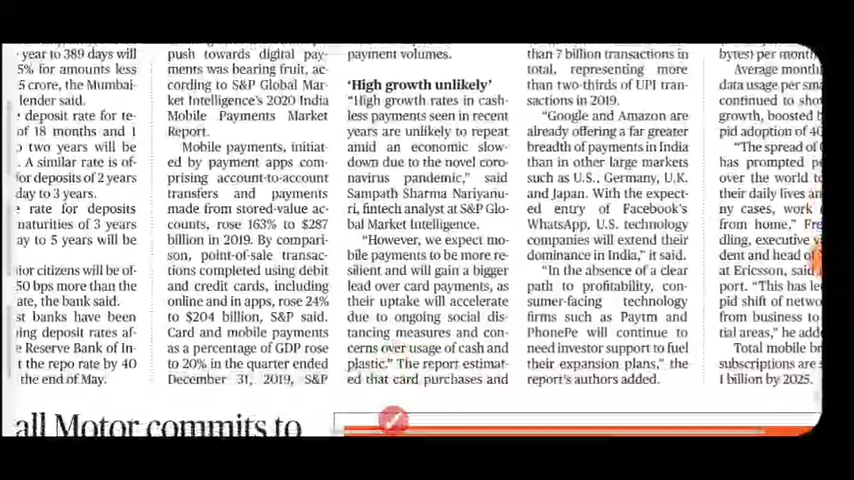 year to 389 days will
5% for amounts less
5 crore, the Mumbai-
lender said.
deposit rate for re-
of 18 months and 1
o two years will be
. A similar rate is of-
for deposits of 2 years
day to 3 years.
e rate for deposits
maturities of 3 years
ay to 5 years will be
ior citizens will be of-
50 bps more than the
ate, the bank said.
st banks have been
ing deposit rates af-
e Reserve Bank of In-
t the repo rate by 40
the end of May.
push towards digital pay-
ments was bearing fruit, ac-
cording to S&P Global Mar-
ket Intelligence's 2020 India
Mobile Payments Market
Report.
Mobile payments, initiat-
ed by payment apps com-
prising account-to-account
transfers and payments
made from stored-value ac-
counts, rose 163% to $287
billion in 2019. By compari-
son, point-of-sale transac-
tions completed using debit
and credit cards, including
online and in apps, rose 24%
to $204 billion, S&P said.
Card and mobile payments
as a percentage of GDP rose
to 20% in the quarter ended
December 31, 2019, S&P
payment volumes.
'High growth unlikely'
"High growth rates in cash-
less payments seen in recent
years are unlikely to repeat
amid an economic slow-
down due to the novel coro-
navirus pandemic," said
Sampath Sharma Nariyanu-
ri, fintech analyst at S&P Glo-
bal Market Intelligence.
"However, we expect mo-
bile payments to be more re-
silient and will gain a bigger
lead over card payments, as
their uptake will accelerate
due to ongoing social dis-
tancing measures and con-
cerns over usage of cash and
plastic." The report estimat-
ed that card purchases and
than 7 billion transactions in
total, representing more
than two-thirds of UPI tran-
sactions in 2019.
"Google and Amazon are
already offering a far greater
breadth of payments in India
than in other large markets
such as U.S., Germany, U.K.
and Japan. With the expect-
ed entry of Facebook's
WhatsApp, U.S. technology
companies will extend their
dominance in India," it said.
"In the absence of a clear
path to profitability, con-
sumer-facing technology
firms such as Paytm and
PhonePe will continue to
need investor support to fuel
their expansion plans," the
report's authors added.
bytes) per month
Average month
data usage per sma
continued to sho
growth, boosted b
pid adoption of 4G
"The spread of
has prompted pe
over the world t
their daily lives an
ny cases, work
from home." Fre
dling, executive v
dent and head of
at Ericsson, said
port. "This has le
pid shift of netwo
from business to
tial areas," he adde
Total mobile br
subscriptions are s
1 billion by 2025.
all Motor commits to